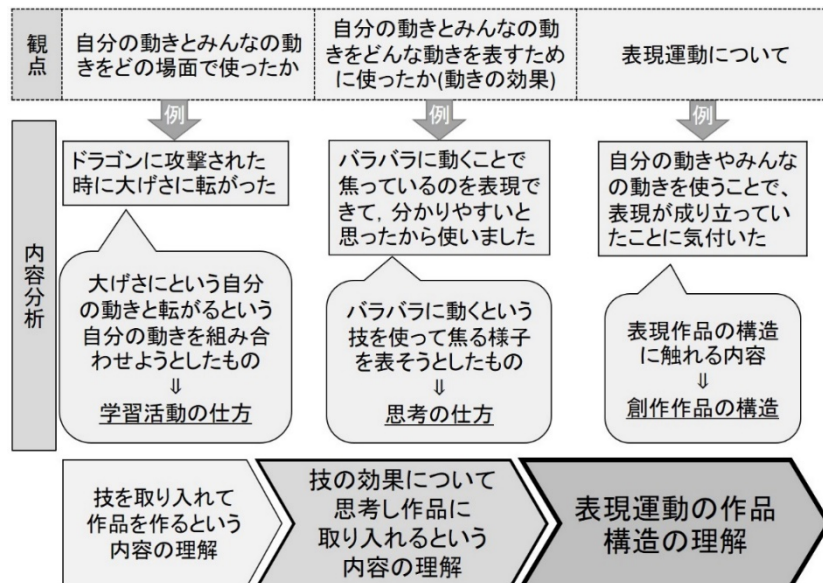 観点
自分の動きとみんなの動
きをどの場面で使ったか
自分の動きとみんなの動
きをどんな動きを表すため
に使ったか(動きの効果)
表現運動について
例
例
例
内容分析
ドラゴンに攻撃された
時に大げさに転がった
大げさにという自分
の動きと転がるという
自分の動きを組み合
わせようとしたもの
⇓
学習活動の仕方
バラバラに動くことで
焦っているのを表現で
きて,分かりやすいと
思ったから使いました
バラバラに動くという
技を使って焦る様子
を表そうとしたもの
⇓
思考の仕方
自分の動きやみんな
の動きを使うことで、
表現が成り立ってい
たことに気付いた
表現作品の構造
に触れる内容
⇓
創作作品の構造
技を取り入れて
作品を作るという
内容の理解
技の効果について
思考し作品に
取り入れるという
内容の理解
表現運動の作品
構造の理解